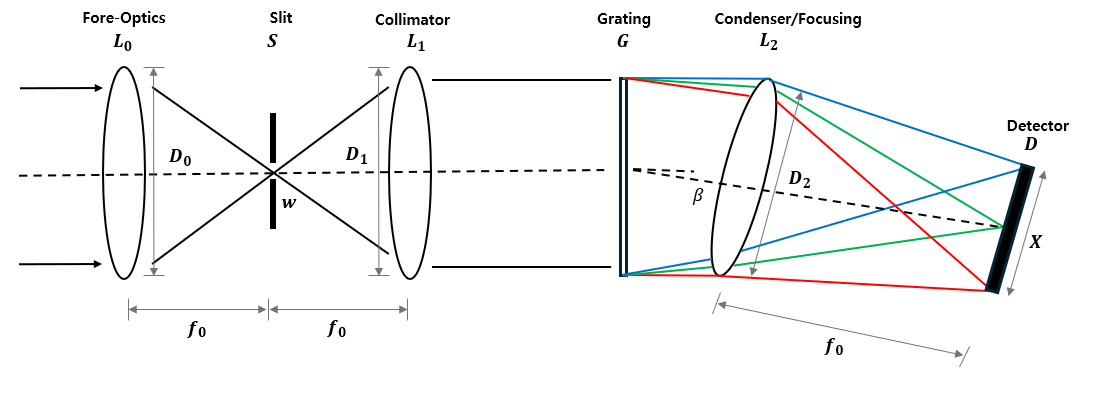 Fore-Optics
L₀
Slit
S
Collimator
L₁
Grating
G
Condenser/Focusing
L₂
Detector
D
D₀
D₁
w
β
D₂
X
f₀
f₀
f₀